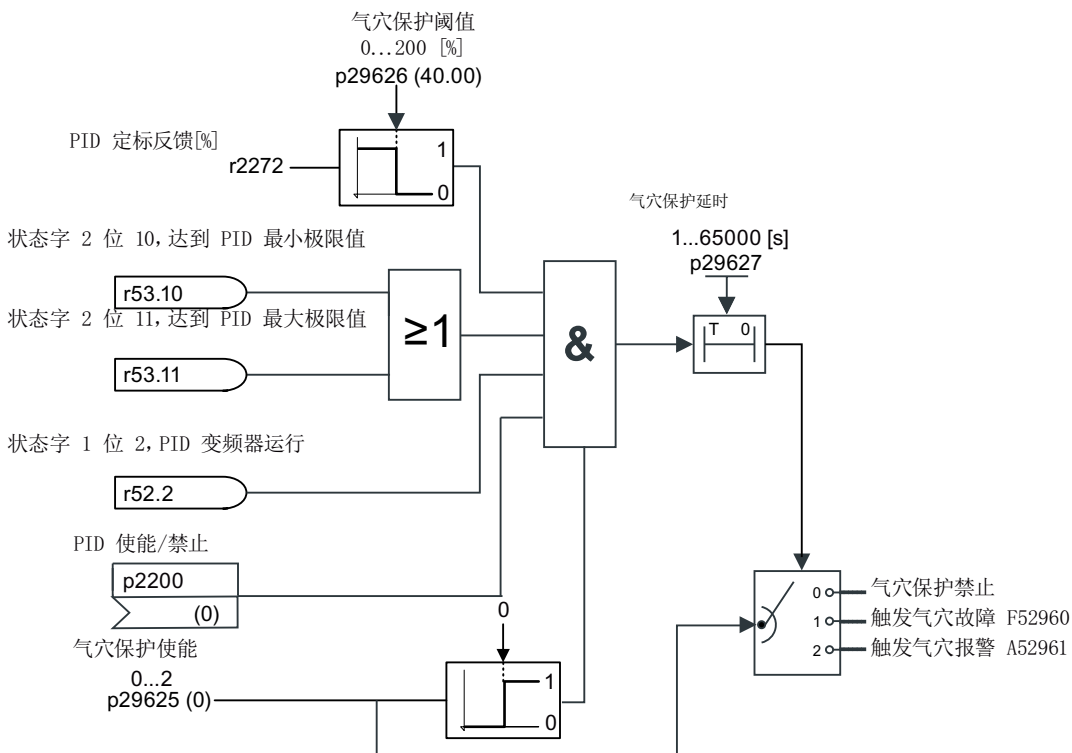 气穴保护阈值
0...200 [%]
p29626 (40.00)
PID 定标反馈[%]
r2272
1
0
气穴保护延时
1...65000 [s]
p29627
状态字 2 位 10,达到 PID 最小极限值
r53.10
状态字 2 位 11,达到 PID 最大极限值
r53.11
≥1
&
T 0
状态字 1 位 2,PID 变频器运行
r52.2
PID 使能/禁止
p2200
(0)
0
气穴保护使能
0...2
p29625 (0)
1
0
0 气穴保护禁止
1 触发气穴故障 F52960
2 触发气穴报警 A52961